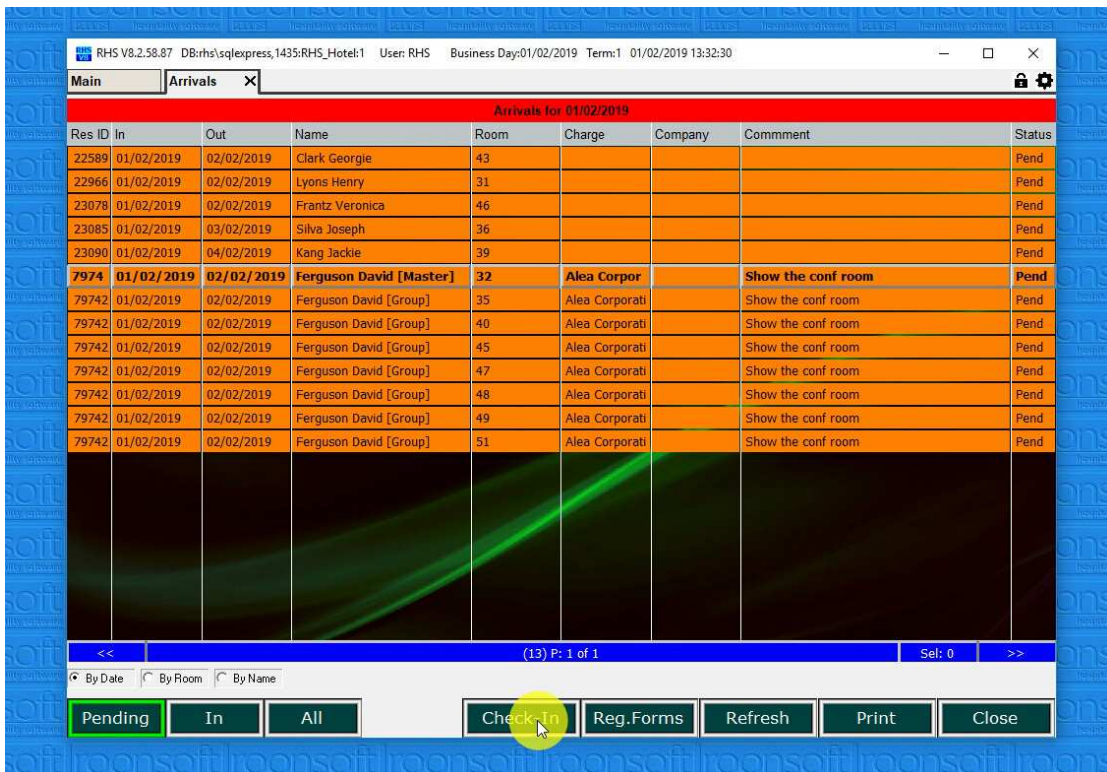 RHS V8.2.58.87 DB:rhs\sqlexpress,1435:RHS_Hotel:1 User: RHS Business Day:01/02/2019 Term:1 01/02/2019 13:32:30
Main Arrivals X
Arrivals for 01/02/2019
Res ID In Out Name Room Charge Company Commment Status
22589 01/02/2019 02/02/2019 Clark Georgie 43 Pend
22966 01/02/2019 02/02/2019 Lyons Henry 31 Pend
23078 01/02/2019 02/02/2019 Frantz Veronica 46 Pend
23085 01/02/2019 03/02/2019 Silva Joseph 36 Pend
23090 01/02/2019 04/02/2019 Kang Jackie 39 Pend
7974 01/02/2019 02/02/2019 Ferguson David [Master] 32 Alea Corpor Show the conf room Pend
79742 01/02/2019 02/02/2019 Ferguson David [Group] 35 Alea Corporati Show the conf room Pend
79742 01/02/2019 02/02/2019 Ferguson David [Group] 40 Alea Corporati Show the conf room Pend
79742 01/02/2019 02/02/2019 Ferguson David [Group] 45 Alea Corporati Show the conf room Pend
79742 01/02/2019 02/02/2019 Ferguson David [Group] 47 Alea Corporati Show the conf room Pend
79742 01/02/2019 02/02/2019 Ferguson David [Group] 48 Alea Corporati Show the conf room Pend
79742 01/02/2019 02/02/2019 Ferguson David [Group] 49 Alea Corporati Show the conf room Pend
79742 01/02/2019 02/02/2019 Ferguson David [Group] 51 Alea Corporati Show the conf room Pend
<< (13) P: 1 of 1 Sel: 0 >>
By Date By Room By Name
Pending In All Check-In Reg.Forms Refresh Print Close